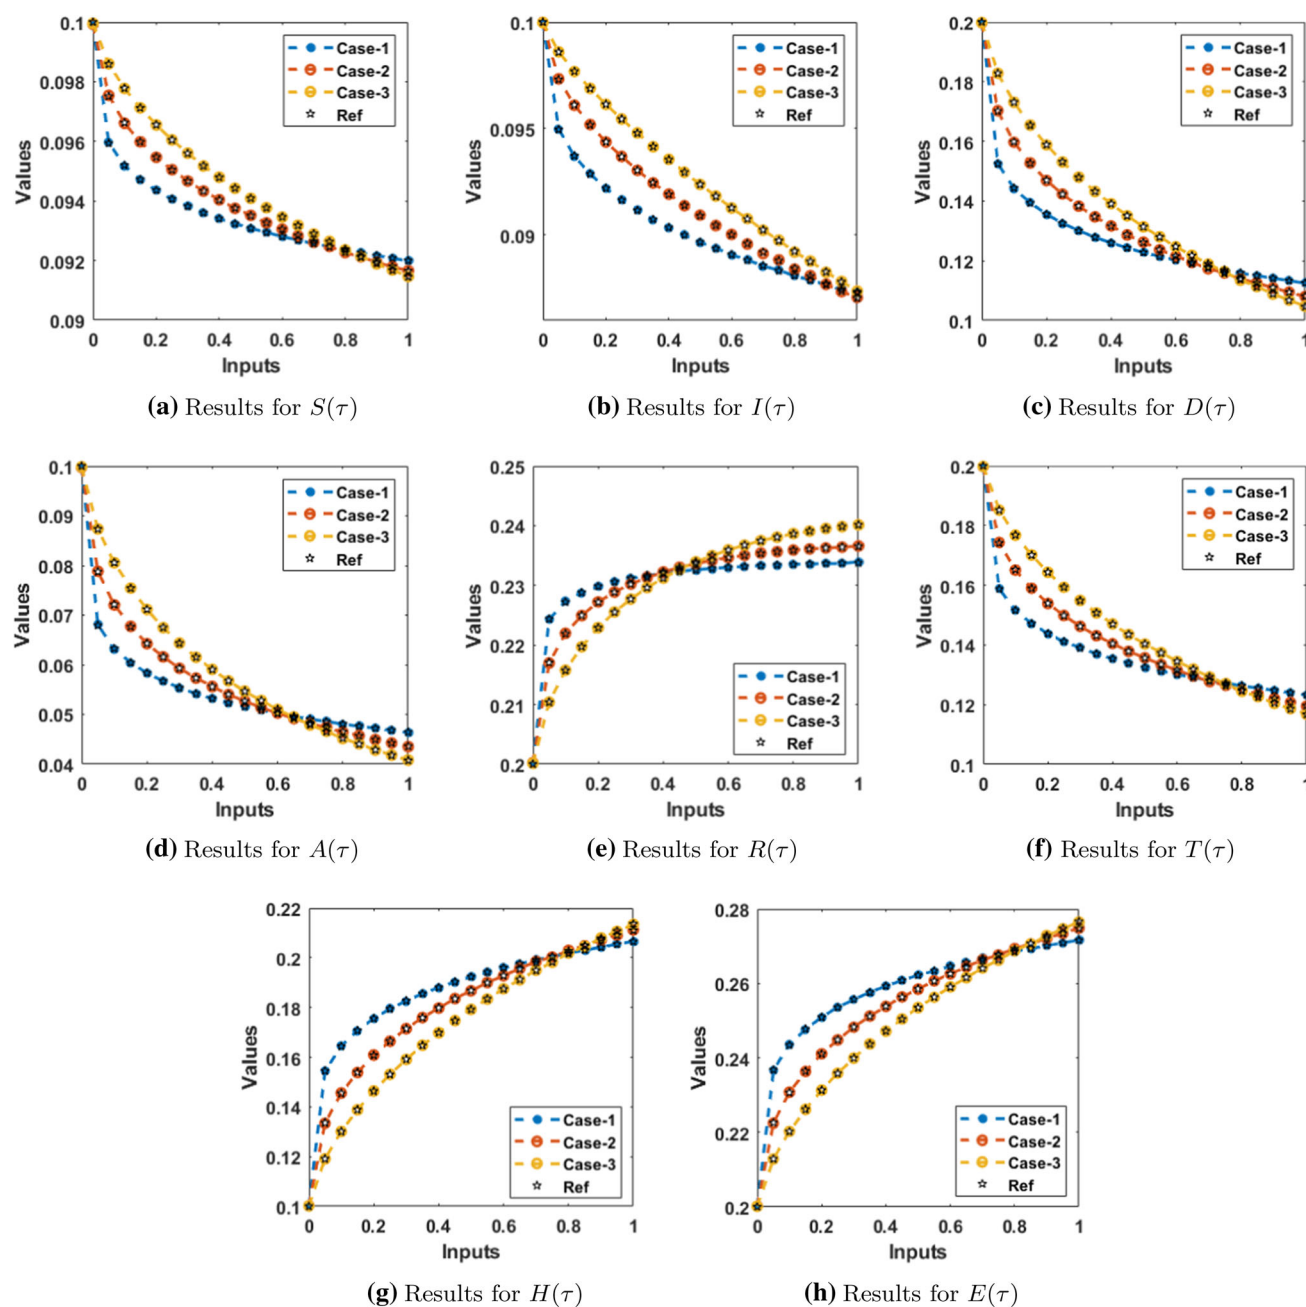 0.1
0.098
0.096
0.094
0.092
0.09
Values
0 0.2 0.4 0.6 0.8 1
Inputs
Case-1
Case-2
Case-3
Ref
(a) Results for S(τ)
0.1
0.095
0.09
Values
0 0.2 0.4 0.6 0.8 1
Inputs
Case-1
Case-2
Case-3
Ref
(b) Results for I(τ)
0.2
0.18
0.16
0.14
0.12
0.1
Values
0 0.2 0.4 0.6 0.8 1
Inputs
Case-1
Case-2
Case-3
Ref
(c) Results for D(τ)
0.1
0.09
0.08
0.07
0.06
0.05
0.04
Values
0 0.2 0.4 0.6 0.8 1
Inputs
Case-1
Case-2
Case-3
Ref
(d) Results for A(τ)
0.25
0.24
0.23
0.22
0.21
0.2
Values
0 0.2 0.4 0.6 0.8 1
Inputs
Case-1
Case-2
Case-3
Ref
(e) Results for R(τ)
0.2
0.18
0.16
0.14
0.12
0.1
Values
0 0.2 0.4 0.6 0.8 1
Inputs
Case-1
Case-2
Case-3
Ref
(f) Results for T(τ)
0.22
0.2
0.18
0.16
0.14
0.12
0.1
Values
0 0.2 0.4 0.6 0.8 1
Inputs
Case-1
Case-2
Case-3
Ref
(g) Results for H(τ)
0.28
0.26
0.24
0.22
0.2
Values
0 0.2 0.4 0.6 0.8 1
Inputs
Case-1
Case-2
Case-3
Ref
(h) Results for E(τ)